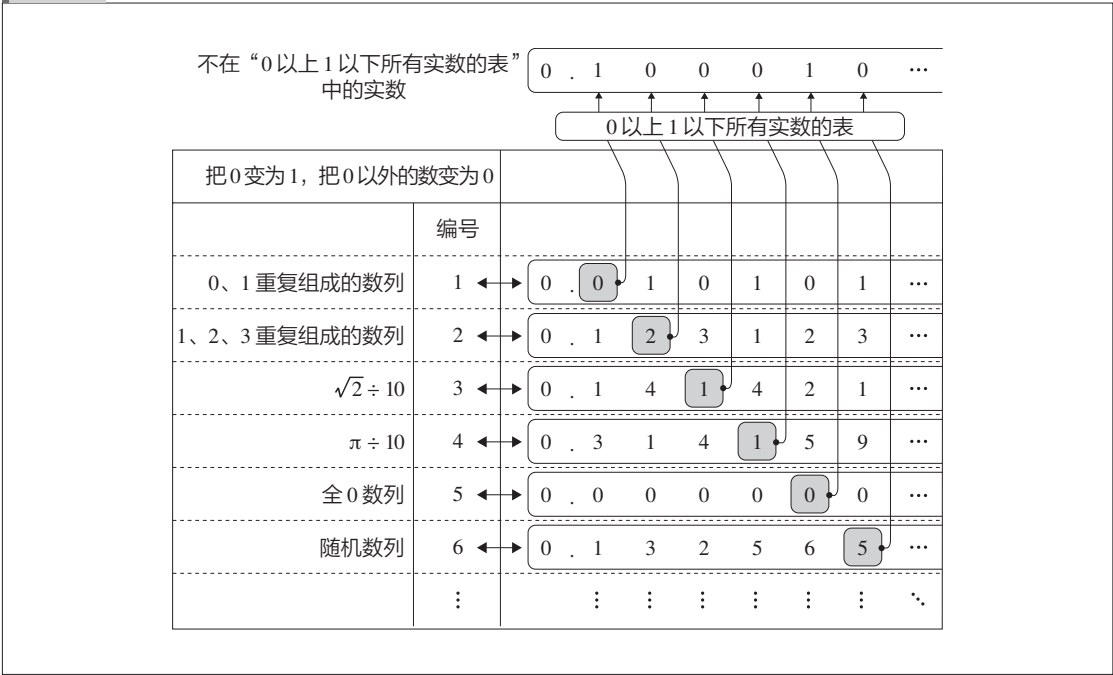 不在“0以上1以下所有实数的表”
中的实数
0 . 1 0 0 0 1 0 …
0以上1以下所有实数的表
把0变为1，把0以外的数变为0
编号
0、1重复组成的数列 1 0 . 0 1 0 1 0 1 …
1、2、3重复组成的数列 2 0 . 1 2 3 1 2 3 …
√2 ÷ 10 3 0 . 1 4 1 4 2 1 …
π ÷ 10 4 0 . 3 1 4 1 5 9 …
全0数列 5 0 . 0 0 0 0 0 0 …
随机数列 6 0 . 1 3 2 5 6 5 …
⋮ ⋮ ⋮ ⋮ ⋮ ⋮ ⋮ ⋱